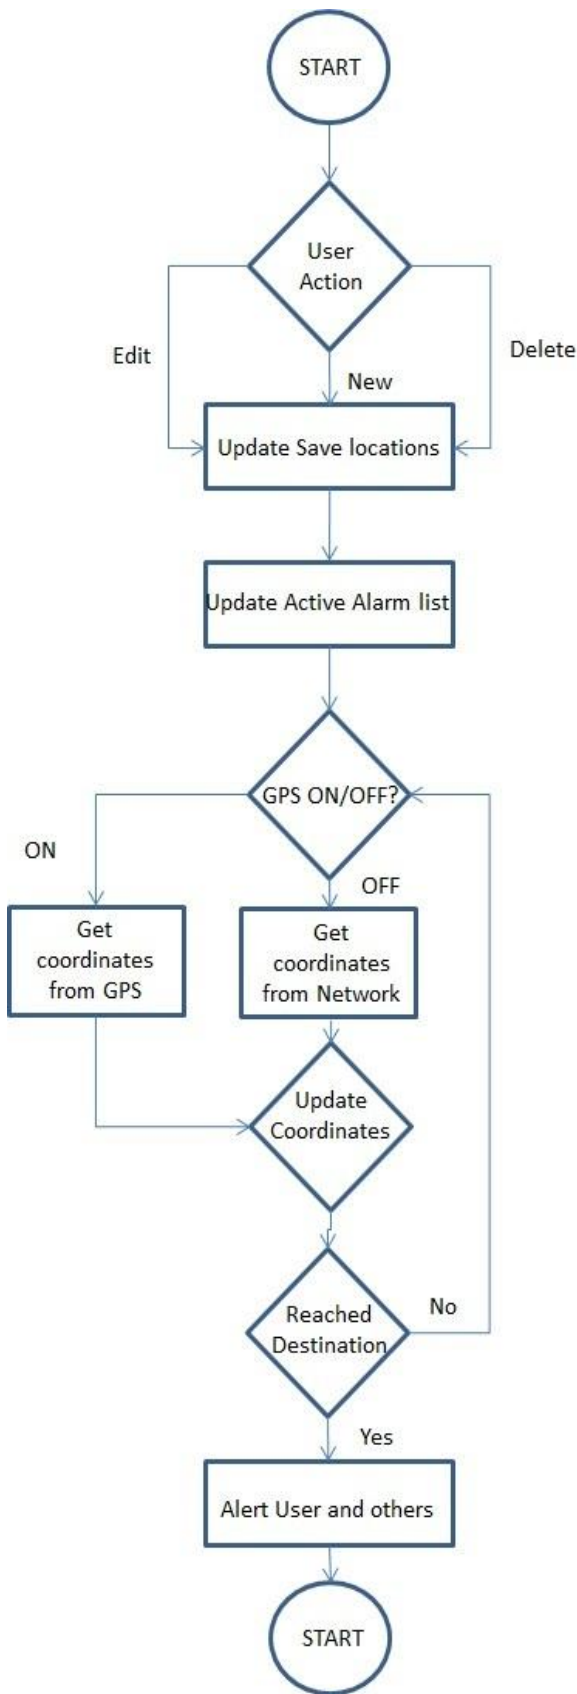 START
User
Action
Edit
Delete
New
Update Save locations
Update Active Alarm list
GPS ON/OFF?
ON
OFF
Get
coordinates
from GPS
Get
coordinates
from Network
Update
Coordinates
Reached
Destination
No
Yes
Alert User and others
START